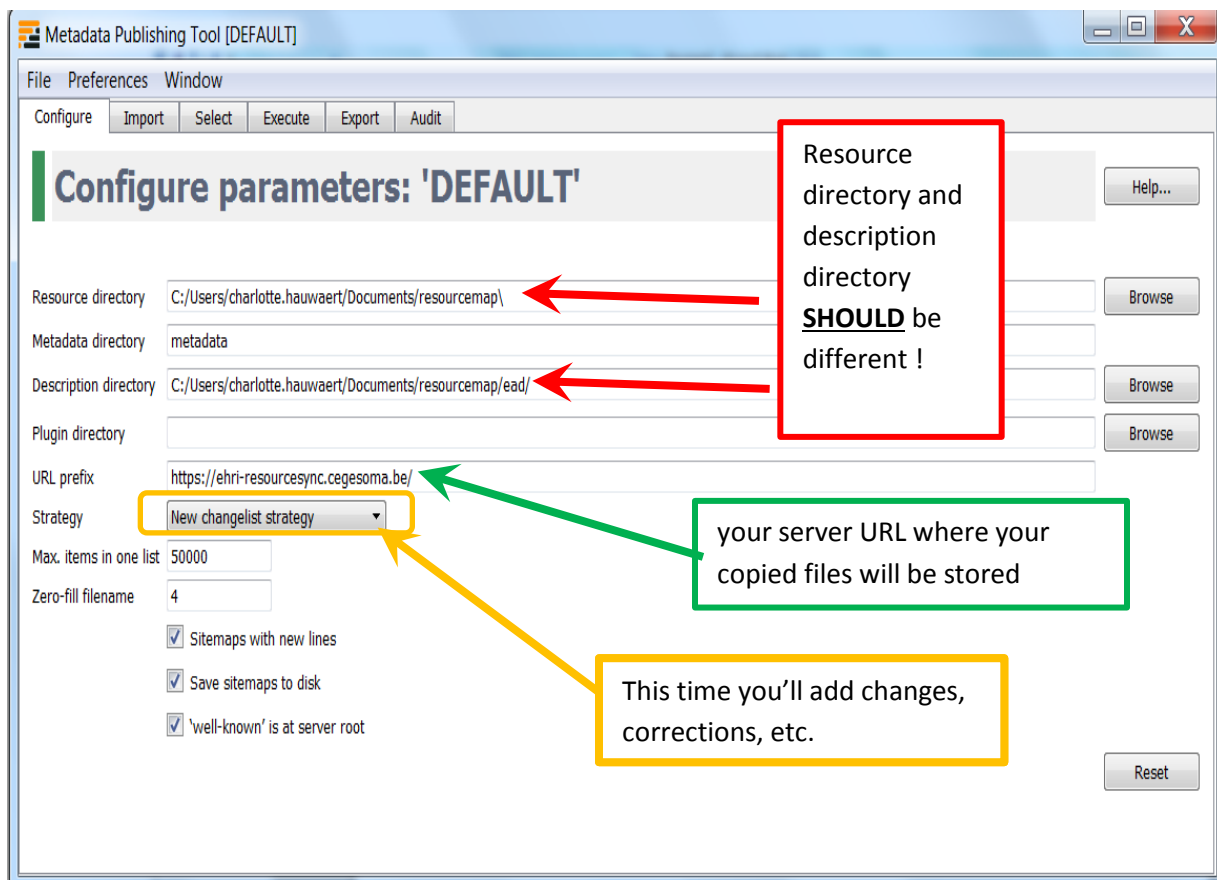 Metadata Publishing Tool [DEFAULT]
File Preferences Window
Configure Import Select Execute Export Audit
Configure parameters: 'DEFAULT'
Help...
Resource
directory and
description
directory
SHOULD be
different !
Resource directory C:/Users/charlotte.hauwaert/Documents/resourcemap\ Browse
Metadata directory metadata
Description directory C:/Users/charlotte.hauwaert/Documents/resourcemap/ead/ Browse
Plugin directory Browse
URL prefix https://ehri-resourcesync.cegesoma.be/
Strategy New changelist strategy
your server URL where your
copied files will be stored
Max. items in one list 50000
Zero-fill filename 4
Sitemaps with new lines
Save sitemaps to disk
'well-known' is at server root
This time you'll add changes,
corrections, etc.
Reset